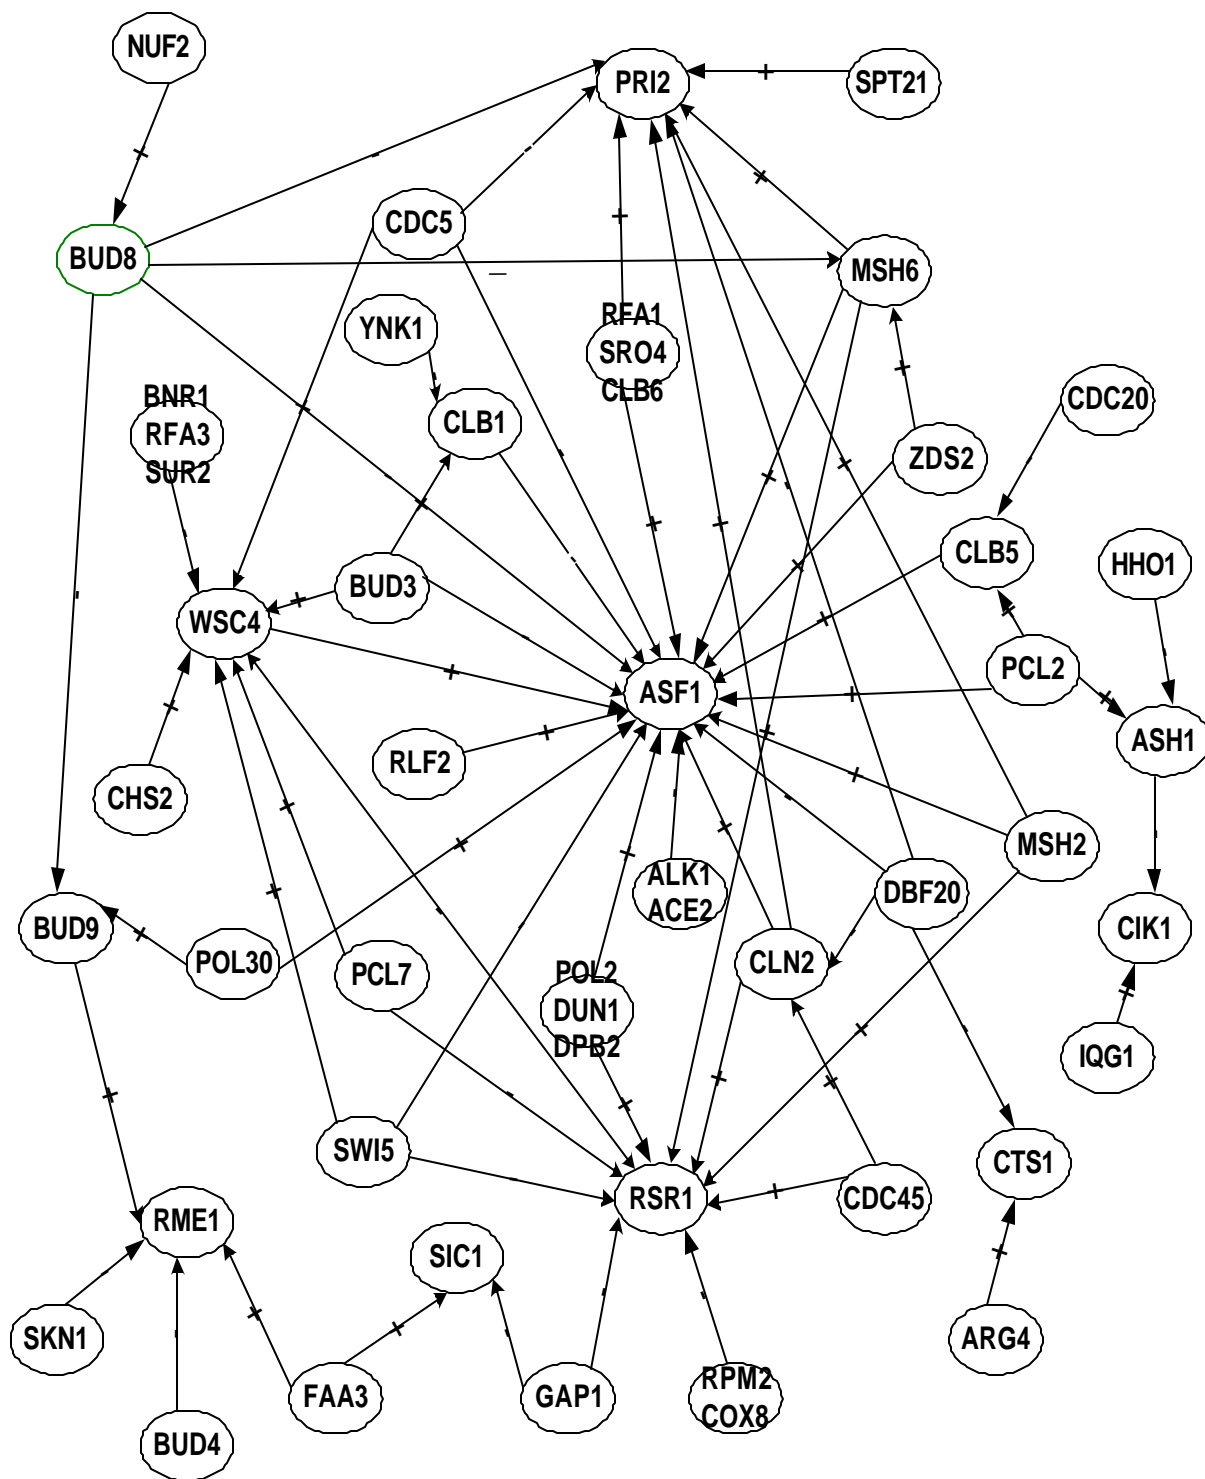 NUF2
PRI2
SPT21
BUD8
CDC5
MSH6
YNK1
RFA1
SRO4
CLB6
BNR1
RFA3
SUR2
CLB1
CDC20
ZDS2
CLB5
HHO1
BUD3
WSC4
PCL2
ASF1
ASH1
RLF2
CHS2
MSH2
ALK1
ACE2
DBF20
BUD9
CIK1
POL30
PCL7
CLN2
POL2
DUN1
DPB2
IQG1
SWI5
CTS1
RSR1
CDC45
RME1
SIC1
SKN1
ARG4
FAA3
GAP1
RPM2
COX8
BUD4